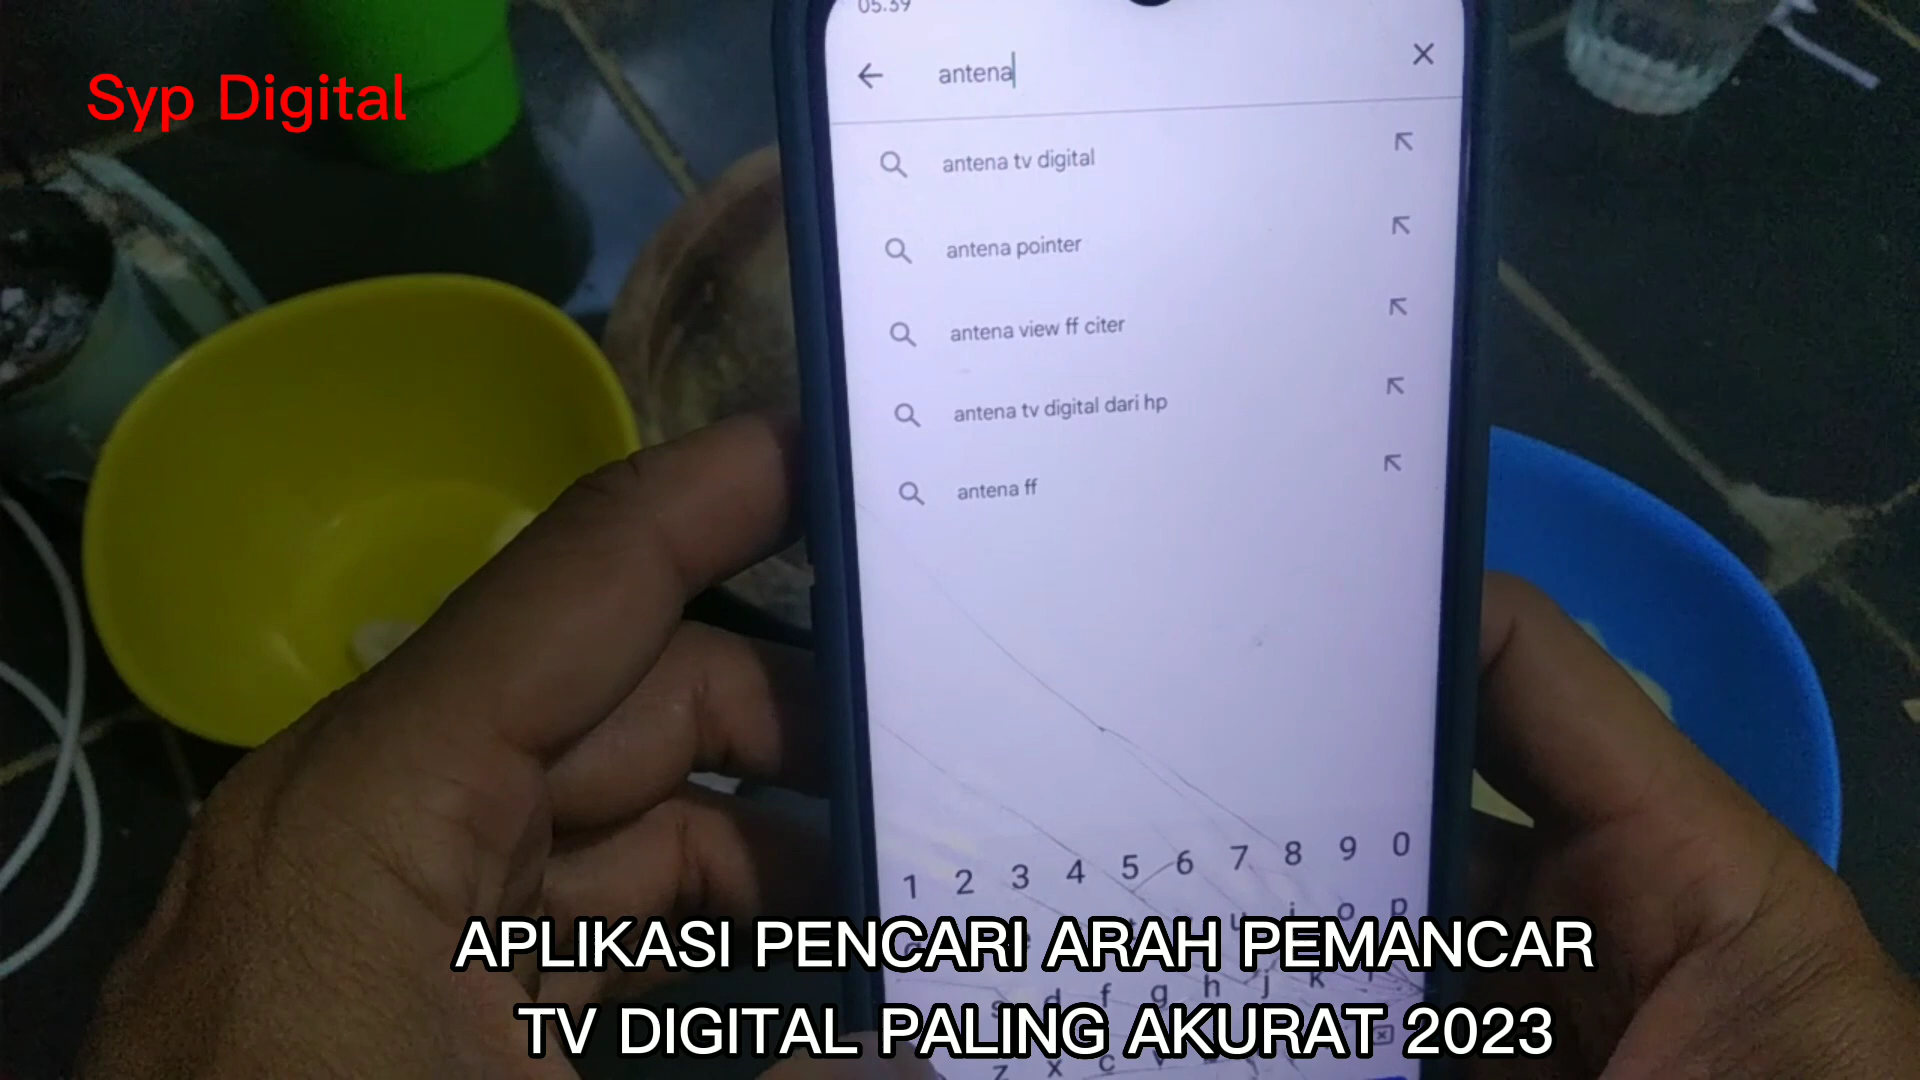 05.39
antena
Syp Digital
antena tv digital
antena pointer
antena view ff citer
antena tv digital dari hp
antena ff
1 2 3 4 5 6 7 8 9 0
u i o p
APLIKASI PENCARI ARAH PEMANCAR
d f g h j k
TV DIGITAL PALING AKURAT 2023
z x c v